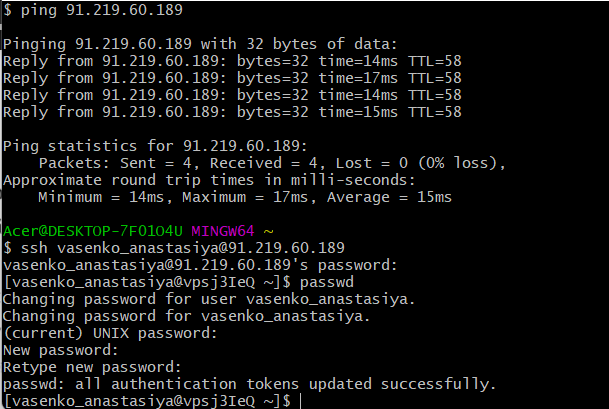 $ ping 91.219.60.189
Pinging 91.219.60.189 with 32 bytes of data:
Reply from 91.219.60.189: bytes=32 time=14ms TTL=58
Reply from 91.219.60.189: bytes=32 time=17ms TTL=58
Reply from 91.219.60.189: bytes=32 time=14ms TTL=58
Reply from 91.219.60.189: bytes=32 time=15ms TTL=58
Ping statistics for 91.219.60.189:
    Packets: Sent = 4, Received = 4, Lost = 0 (0% loss),
Approximate round trip times in milli-seconds:
    Minimum = 14ms, Maximum = 17ms, Average = 15ms
Acer@DESKTOP-7F01O4U MINGW64 ~
$ ssh vasenko_anastasiya@91.219.60.189
vasenko_anastasiya@91.219.60.189's password:
[vasenko_anastasiya@vpsj3IeQ ~]$ passwd
Changing password for user vasenko_anastasiya.
Changing password for vasenko_anastasiya.
(current) UNIX password:
New password:
Retype new password:
passwd: all authentication tokens updated successfully.
[vasenko_anastasiya@vpsj3IeQ ~]$